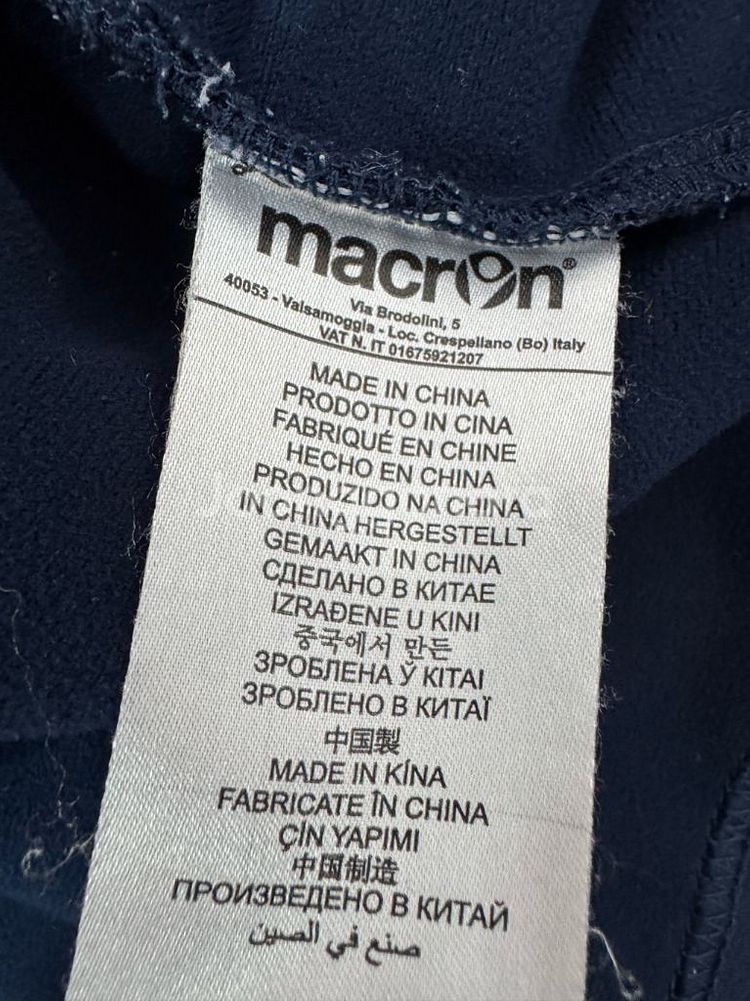 macron®
Via Brodolini, 5
40053 - Valsamoggia - Loc. Crespellano (Bo) Italy
VAT N. IT 01675921207
MADE IN CHINA
PRODOTTO IN CINA
FABRIQUÉ EN CHINE
HECHO EN CHINA
PRODUZIDO NA CHINA
IN CHINA HERGESTELLT
GEMAAKT IN CHINA
СДЕЛАНО В КИТАЕ
IZRAĐENE U KINI
중국에서 만든
ЗРОБЛЕНА Ў КІТАІ
ЗРОБЛЕНО В КИТАЇ
中国製
MADE IN KÍNA
FABRICATE ÎN CHINA
ÇİN YAPIMI
中国制造
ПРОИЗВЕДЕНО В КИТАЙ
صنع في الصين